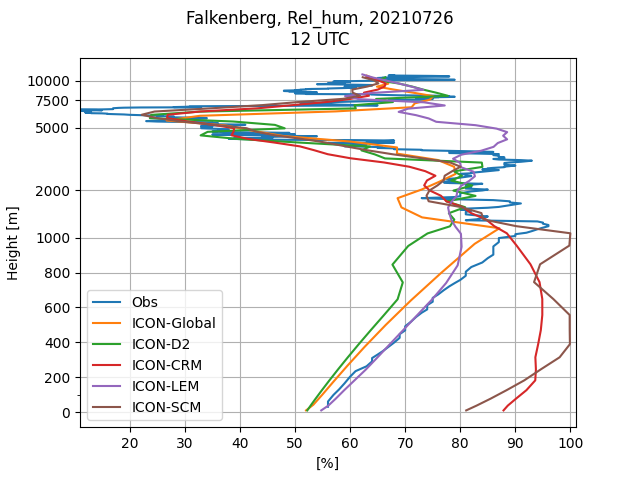 Falkenberg, Rel_hum, 20210726
12 UTC
10000
7500
5000
2000
1000
800
600
400
200
0
Height [m]
Obs
ICON-Global
ICON-D2
ICON-CRM
ICON-LEM
ICON-SCM
20 30 40 50 60 70 80 90 100
[%]